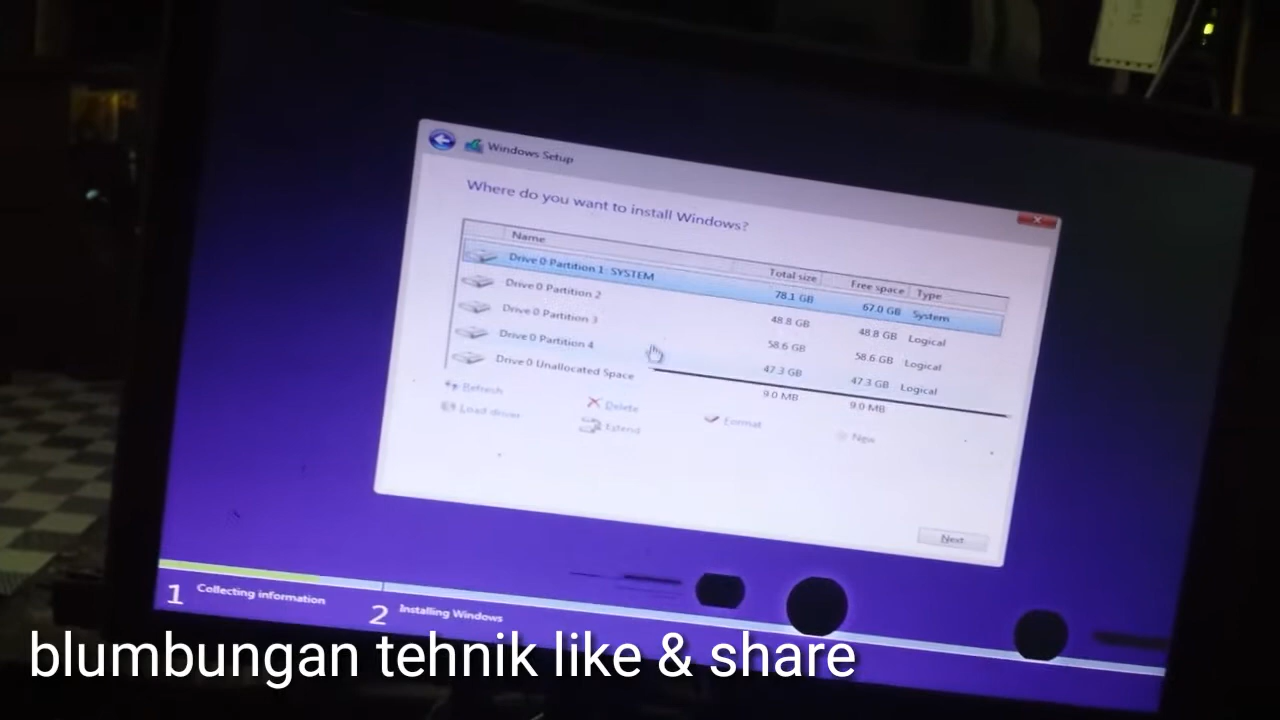 Windows Setup
Where do you want to install Windows?
Name Total size Free space Type
Drive 0 Partition 1: SYSTEM 78.1 GB 67.0 GB System
Drive 0 Partition 2 48.8 GB 48.8 GB Logical
Drive 0 Partition 3 58.6 GB 58.6 GB Logical
Drive 0 Partition 4 47.3 GB 47.3 GB Logical
Drive 0 Unallocated Space 9.0 MB 9.0 MB
Refresh Delete Format New
Load driver Extend
Next
1 Collecting information 2 Installing Windows
blumbungan tehnik like & share